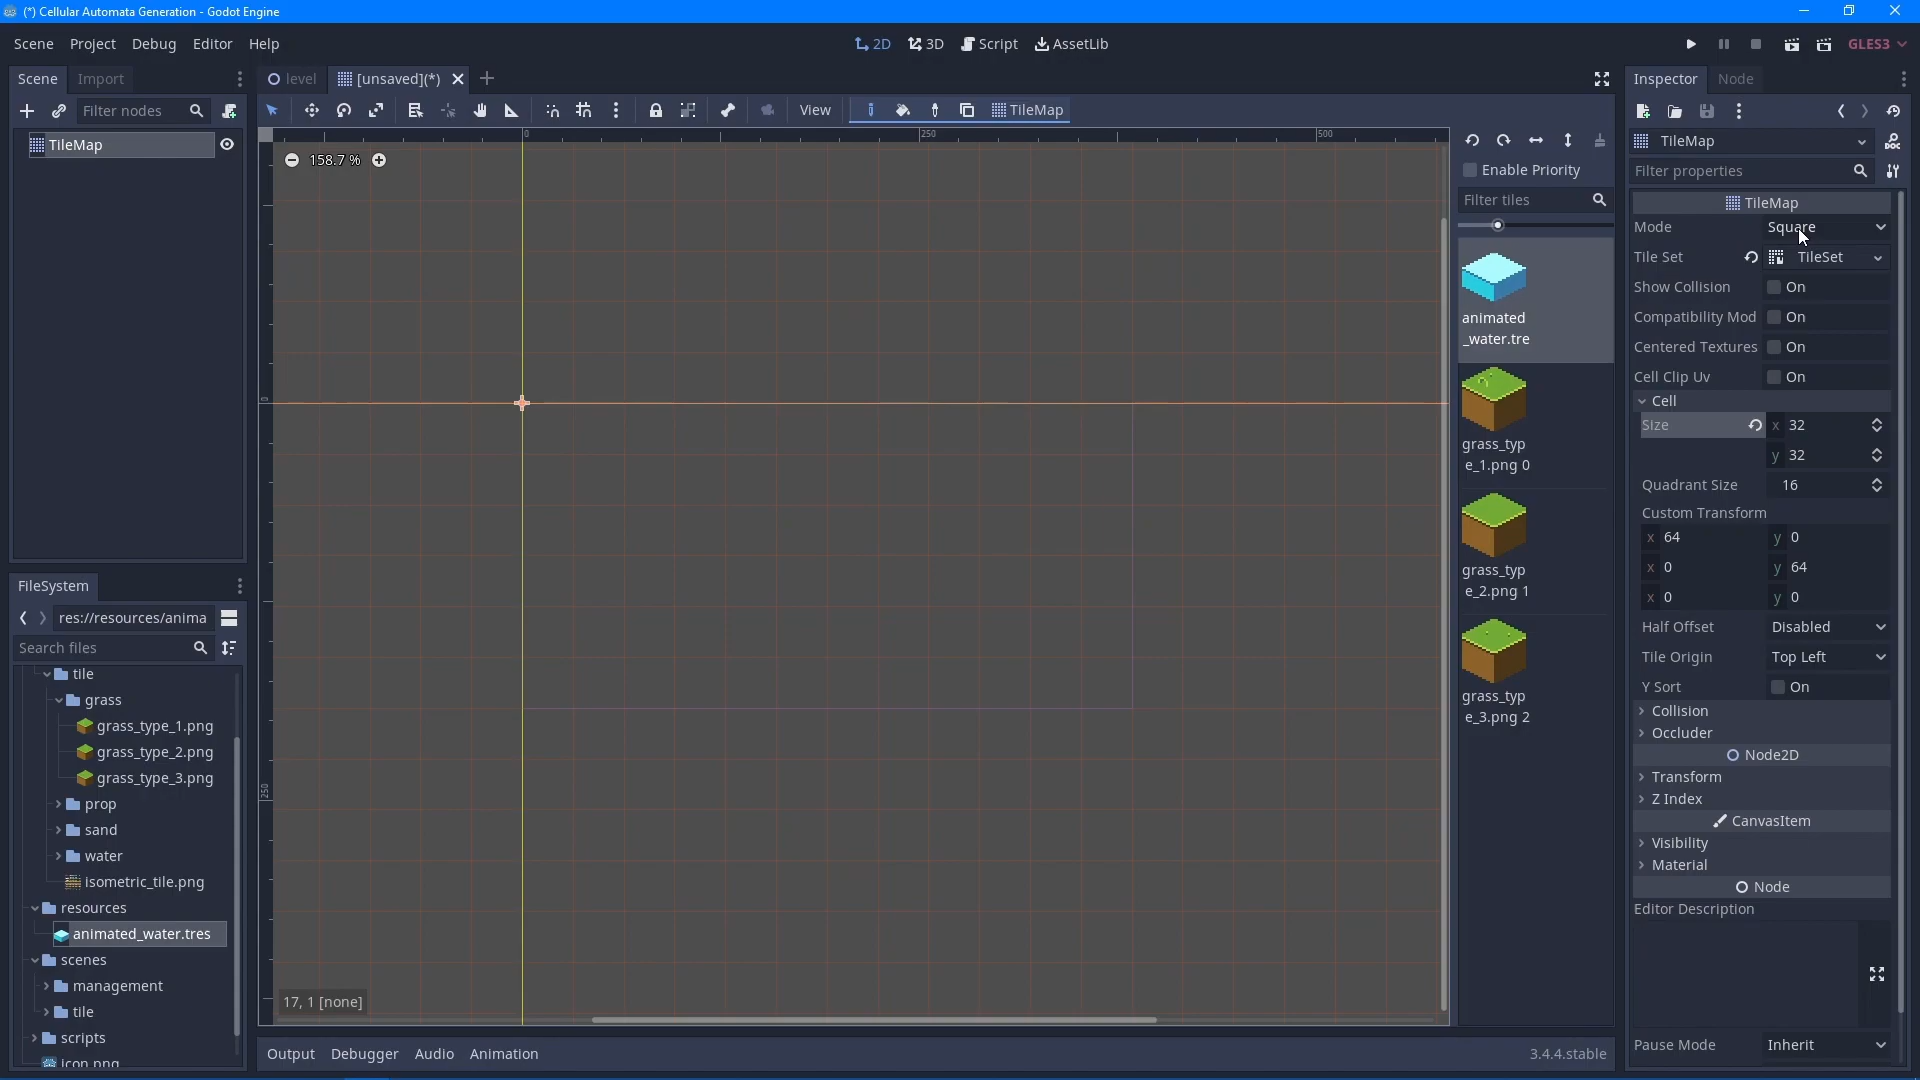 (*) Cellular Automata Generation - Godot Engine
Scene Project Debug Editor Help
2D 3D Script AssetLib
GLES3
Scene Import
Filter nodes
TileMap
level [unsaved](*)
View TileMap
0 250 500
158.7 %
0
250
17, 1 [none]
FileSystem
res://resources/anima
Search files
tile
grass
grass_type_1.png
grass_type_2.png
grass_type_3.png
prop
sand
water
isometric_tile.png
resources
animated_water.tres
scenes
management
tile
scripts
icon.png
Output Debugger Audio Animation 3.4.4.stable
Enable Priority
Filter tiles
animated
_water.tre
grass_typ
e_1.png 0
grass_typ
e_2.png 1
grass_typ
e_3.png 2
Inspector Node
TileMap
Filter properties
TileMap
Mode Square
Tile Set TileSet
Show Collision On
Compatibility Mod On
Centered Textures On
Cell Clip Uv On
Cell
Size x 32
y 32
Quadrant Size 16
Custom Transform
x 64 y 0
x 0 y 64
x 0 y 0
Half Offset Disabled
Tile Origin Top Left
Y Sort On
Collision
Occluder
Node2D
Transform
Z Index
CanvasItem
Visibility
Material
Node
Editor Description
Pause Mode Inherit